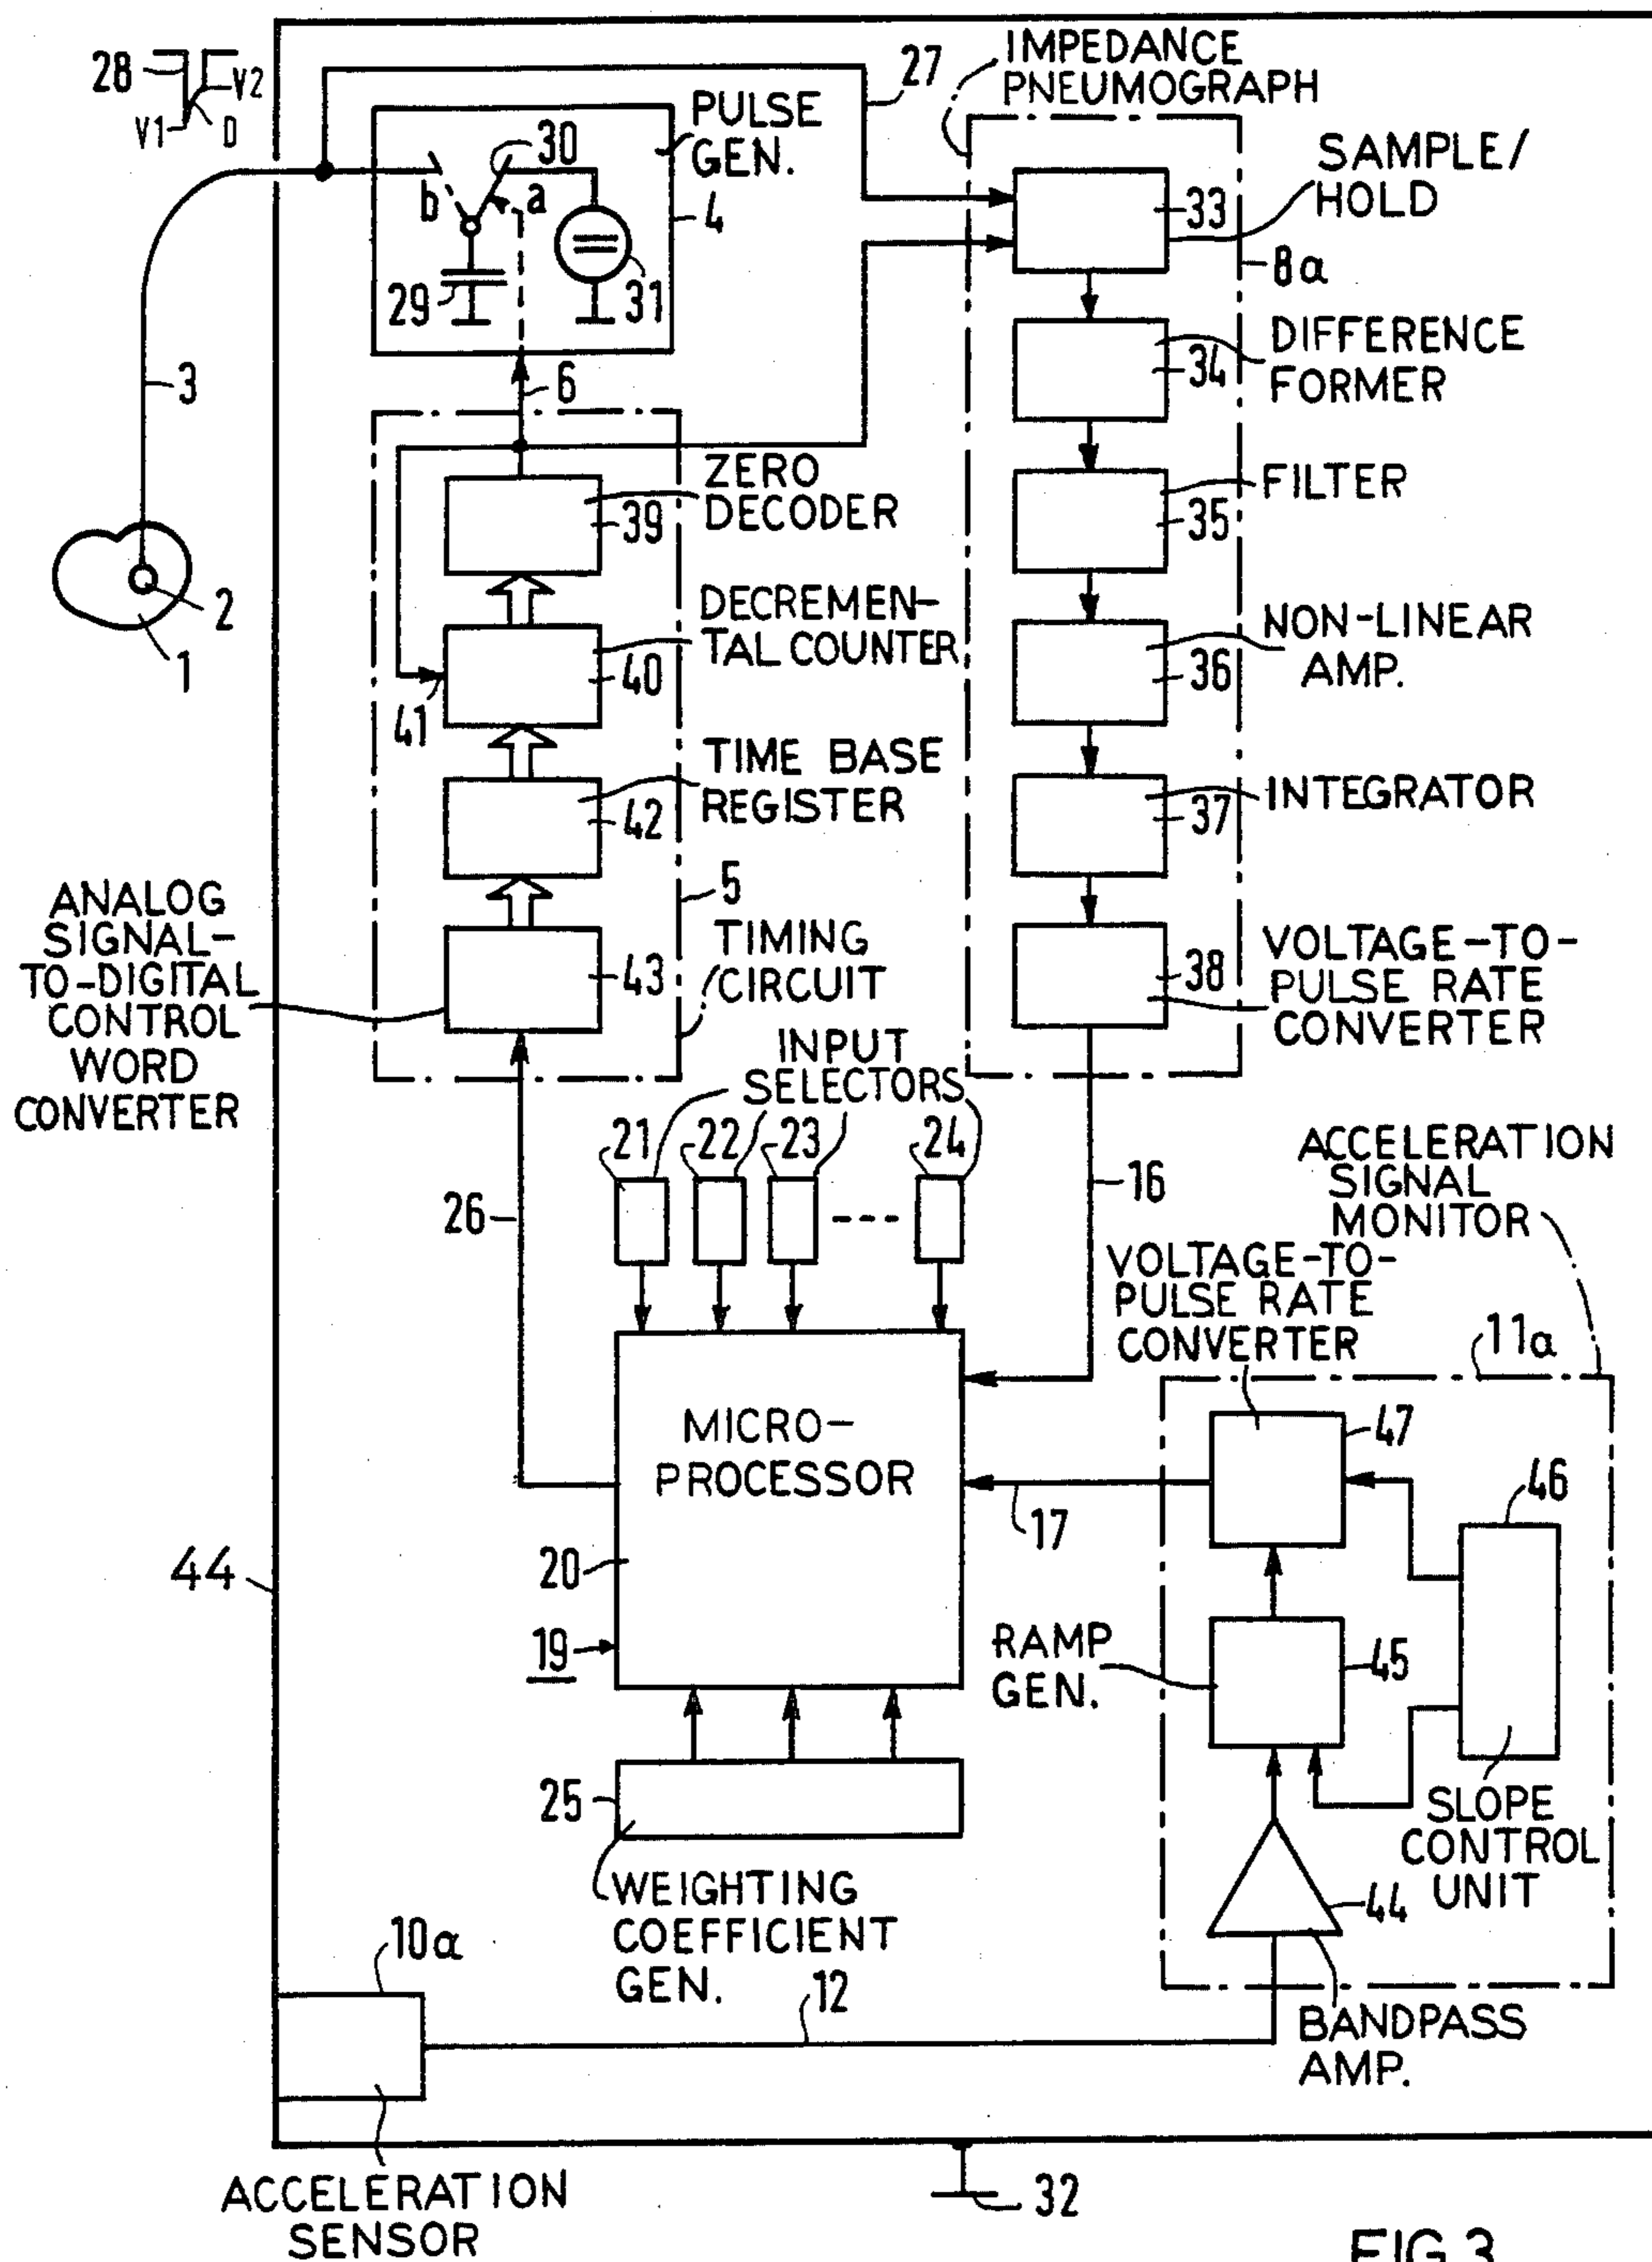 28
V2
V1
D
IMPEDANCE
PNEUMOGRAPH
27
PULSE
GEN.
30
b
a
4
29
31
SAMPLE/
HOLD
33
8a
DIFFERENCE
FORMER
34
3
6
ZERO
DECODER
39
FILTER
35
2
1
DECREMEN-
TAL COUNTER
40
41
NON-LINEAR
AMP.
36
TIME BASE
REGISTER
42
INTEGRATOR
37
5
ANALOG
SIGNAL-
TO-DIGITAL
CONTROL
WORD
CONVERTER
43
TIMING
CIRCUIT
38
VOLTAGE-TO-
PULSE RATE
CONVERTER
INPUT
SELECTORS
21
22
23
---
24
26
16
ACCELERATION
SIGNAL
MONITOR
VOLTAGE-TO-
PULSE RATE
CONVERTER
11a
MICRO-
PROCESSOR
47
46
17
44
20
19
RAMP
GEN.
45
25
SLOPE
CONTROL
UNIT
WEIGHTING
COEFFICIENT
GEN.
44
10a
12
BANDPASS
AMP.
ACCELERATION
SENSOR
32
FIG 3